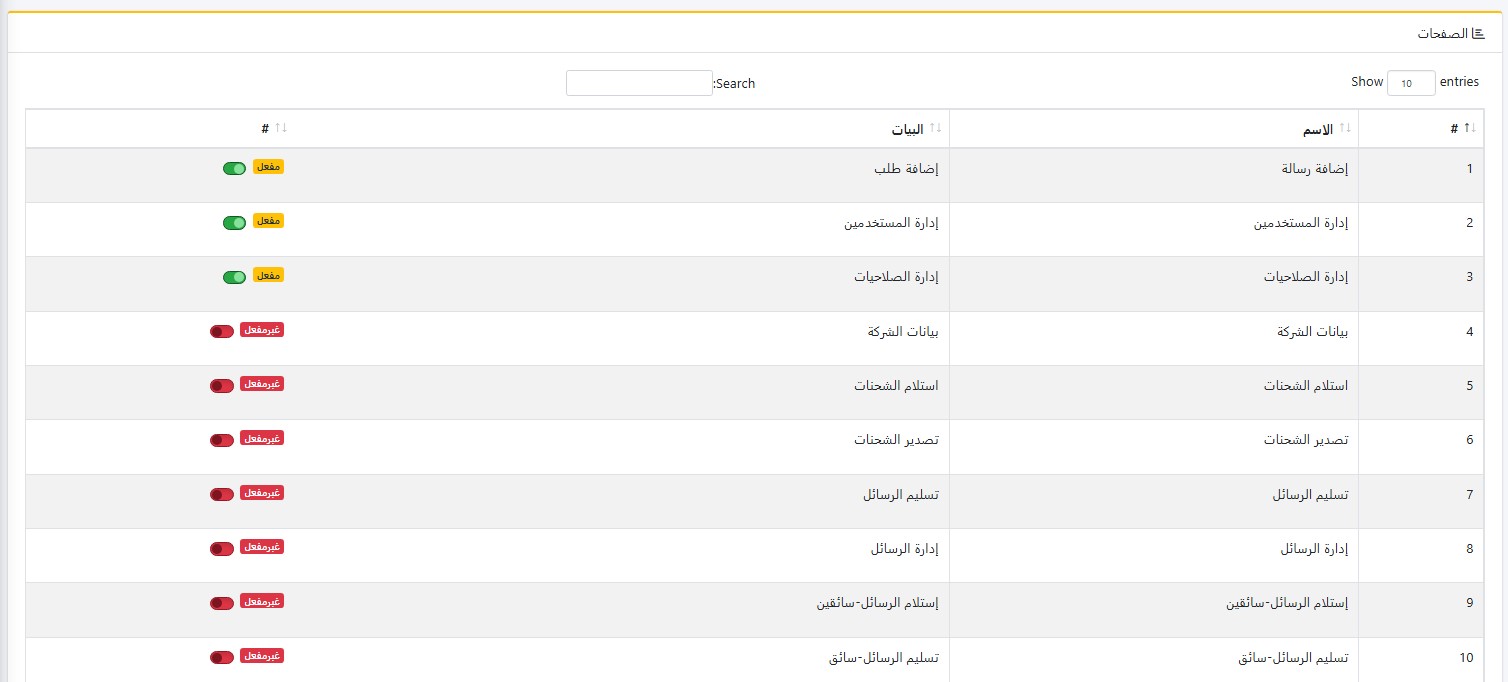 الصفحات
Show 10 entries
Search:
# الاسم البيات #
1 إضافة رسالة إضافة طلب مفعل
2 إدارة المستخدمين إدارة المستخدمين مفعل
3 إدارة الصلاحيات إدارة الصلاحيات مفعل
4 بيانات الشركة بيانات الشركة غيرمفعل
5 استلام الشحنات استلام الشحنات غيرمفعل
6 تصدير الشحنات تصدير الشحنات غيرمفعل
7 تسليم الرسائل تسليم الرسائل غيرمفعل
8 إدارة الرسائل إدارة الرسائل غيرمفعل
9 إستلام الرسائل-سائقين إستلام الرسائل-سائقين غيرمفعل
10 تسليم الرسائل-سائق تسليم الرسائل-سائق غيرمفعل